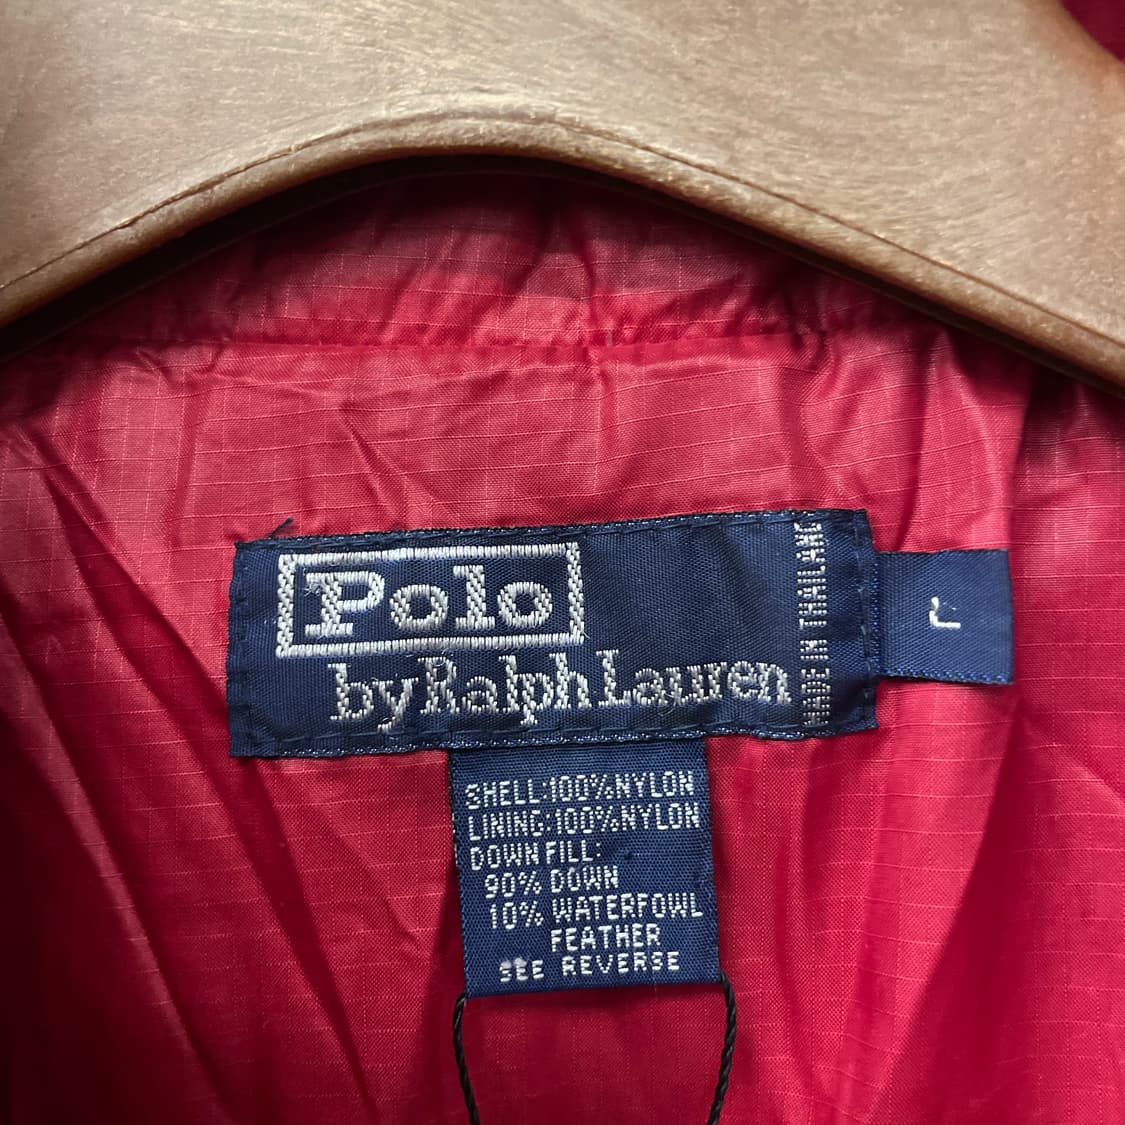 Polo
by Ralph Lauren
MADE IN THAILAND
L
SHELL:100%NYLON
LINING:100%NYLON
DOWN FILL:
90% DOWN
10% WATERFOWL
FEATHER
SEE REVERSE